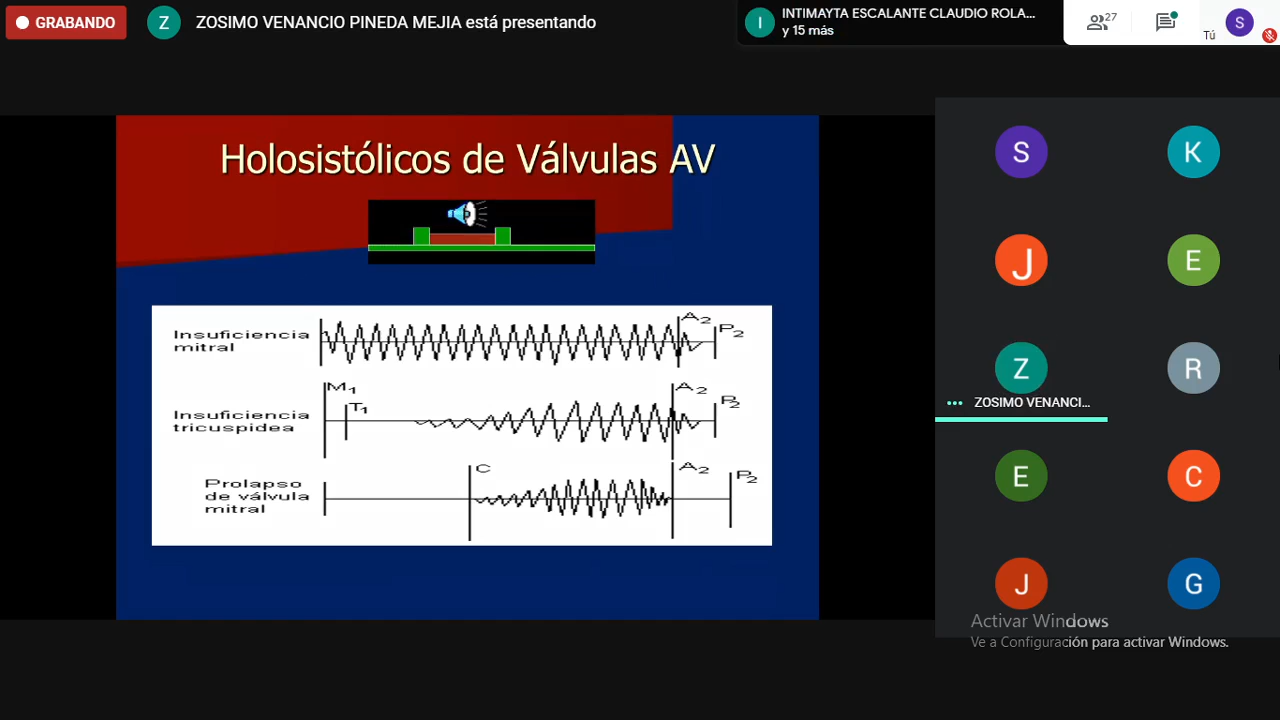 GRABANDO
Z
ZOSIMO VENANCIO PINEDA MEJIA está presentando
I
INTIMAYTA ESCALANTE CLAUDIO ROLA...
y 15 más
27
Tú
S
Holosistólicos de Válvulas AV
Insuficiencia
mitral
A2
P2
Insuficiencia
tricuspidea
M1
T1
A2
P2
Prolapso
de válvula
mitral
C
A2
P2
S
K
J
E
Z
R
ZOSIMO VENANCI...
E
C
J
G
Activar Windows
Ve a Configuración para activar Windows.